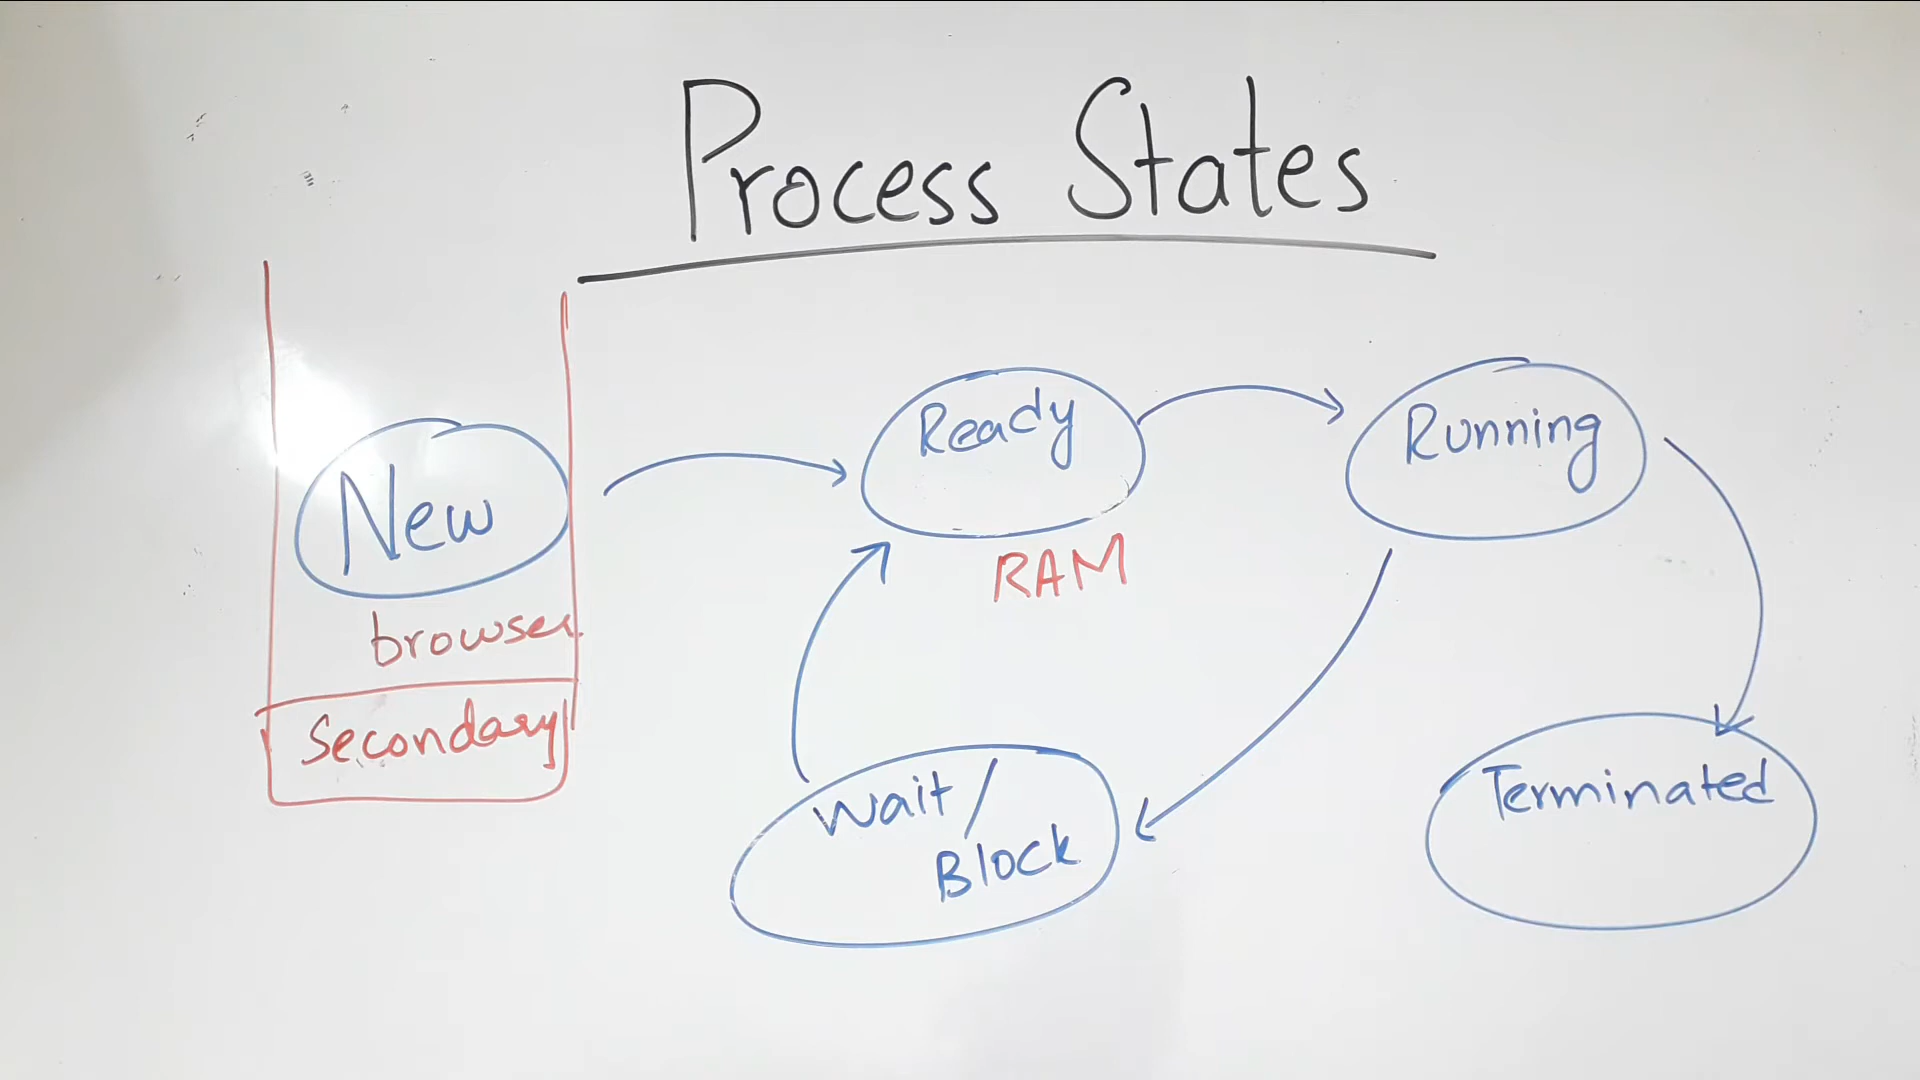 Process States
New
browser
Secondary
Ready
RAM
Running
Wait/
Block
Terminated